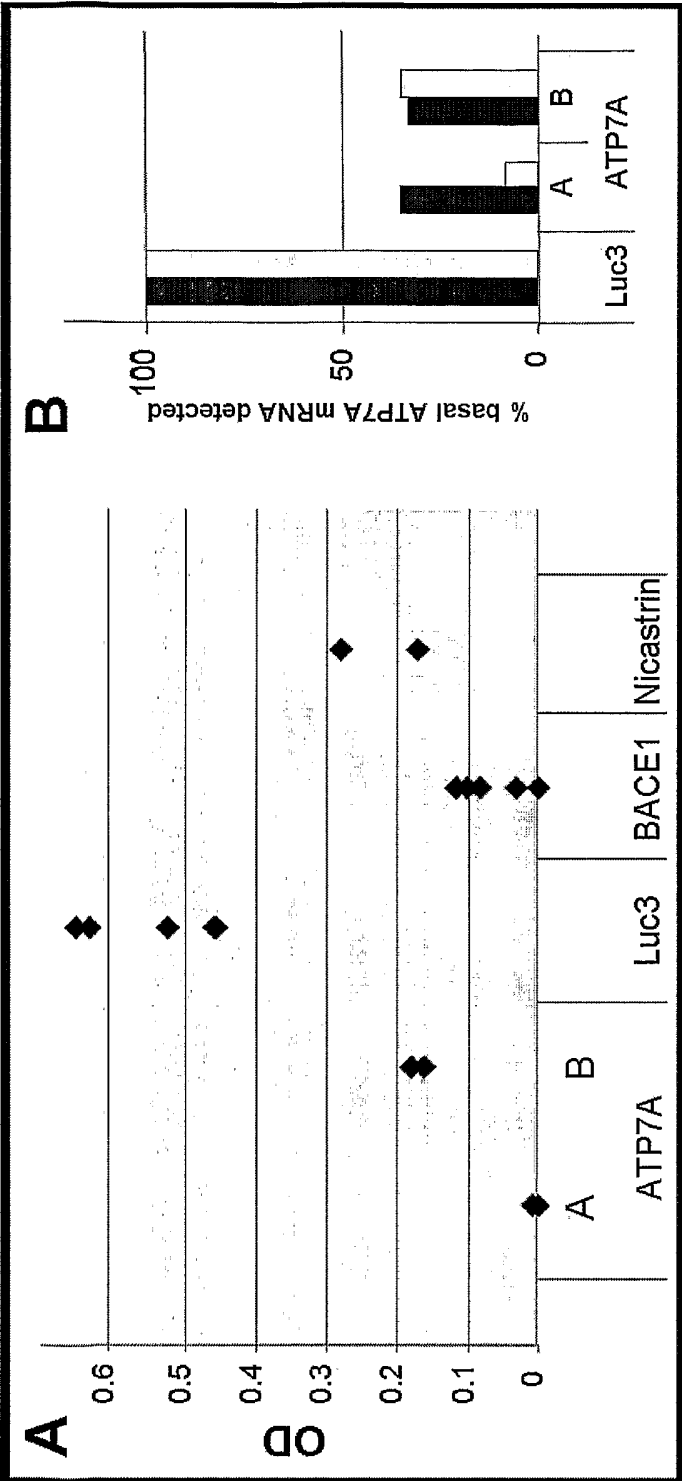 A
OD
0.6
0.5
0.4
0.3
0.2
0.1
0
A B
ATP7A Luc3 BACE1 Nicastrin
B
% basal ATP7A mRNA detected
100
50
0
A B
Luc3 ATP7A